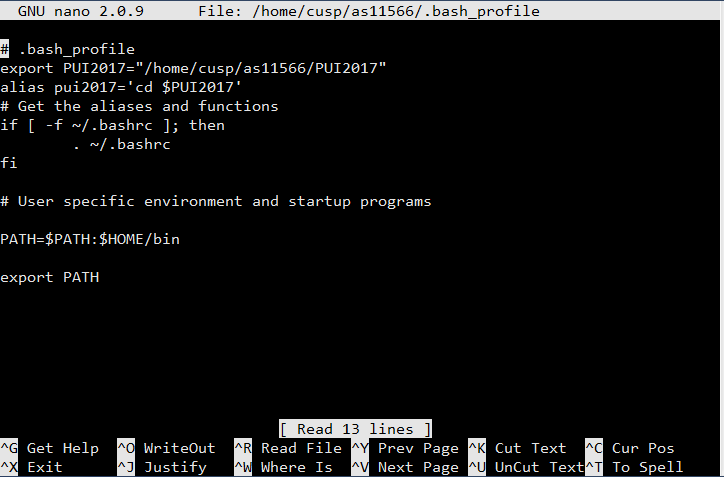 GNU nano 2.0.9 File: /home/cusp/as11566/.bash_profile
# .bash_profile
export PUI2017="/home/cusp/as11566/PUI2017"
alias pui2017='cd $PUI2017'
# Get the aliases and functions
if [ -f ~/.bashrc ]; then
        . ~/.bashrc
fi
# User specific environment and startup programs
PATH=$PATH:$HOME/bin
export PATH
[ Read 13 lines ]
^G Get Help ^O WriteOut ^R Read File ^Y Prev Page ^K Cut Text ^C Cur Pos
^X Exit ^J Justify ^W Where Is ^V Next Page ^U UnCut Text ^T To Spell